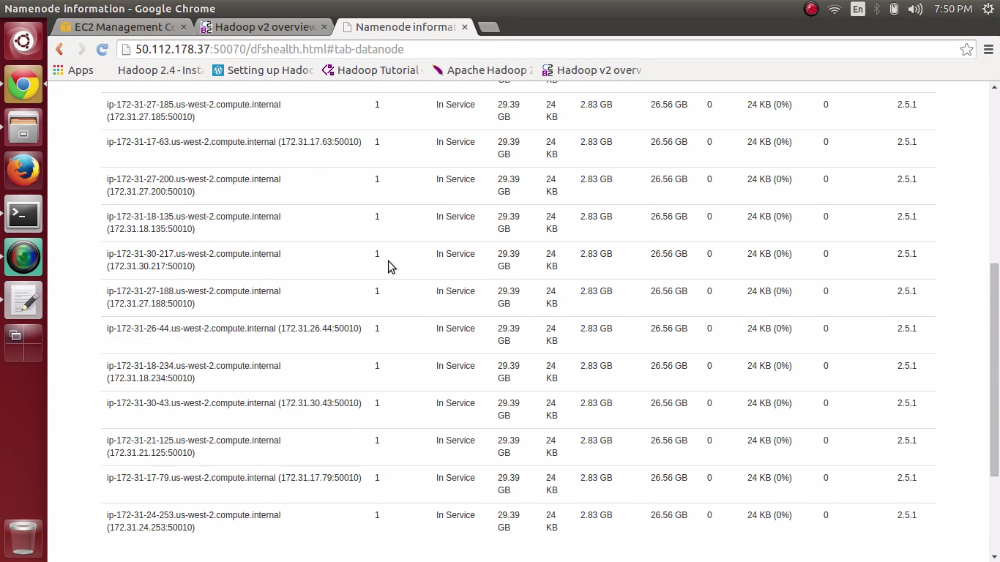 Namenode information - Google Chrome
En
7:50 PM
EC2 Management Co
Hadoop v2 overview
Namenode informat
50.112.178.37:50070/dfshealth.html#tab-datanode
Apps
Hadoop 2.4 - Insta
Setting up Hadoo
Hadoop Tutorial
Apache Hadoop 2
Hadoop v2 overv
GB KB
ip-172-31-27-185.us-west-2.compute.internal 1 In Service 29.39 24 2.83 GB 26.56 GB 0 24 KB (0%) 0 2.5.1
(172.31.27.185:50010) GB KB
ip-172-31-17-63.us-west-2.compute.internal (172.31.17.63:50010) 1 In Service 29.39 24 2.83 GB 26.56 GB 0 24 KB (0%) 0 2.5.1
GB KB
ip-172-31-27-200.us-west-2.compute.internal 1 In Service 29.39 24 2.83 GB 26.56 GB 0 24 KB (0%) 0 2.5.1
(172.31.27.200:50010) GB KB
ip-172-31-18-135.us-west-2.compute.internal 1 In Service 29.39 24 2.83 GB 26.56 GB 0 24 KB (0%) 0 2.5.1
(172.31.18.135:50010) GB KB
ip-172-31-30-217.us-west-2.compute.internal 1 In Service 29.39 24 2.83 GB 26.56 GB 0 24 KB (0%) 0 2.5.1
(172.31.30.217:50010) GB KB
ip-172-31-27-188.us-west-2.compute.internal 1 In Service 29.39 24 2.83 GB 26.56 GB 0 24 KB (0%) 0 2.5.1
(172.31.27.188:50010) GB KB
ip-172-31-26-44.us-west-2.compute.internal (172.31.26.44:50010) 1 In Service 29.39 24 2.83 GB 26.56 GB 0 24 KB (0%) 0 2.5.1
GB KB
ip-172-31-18-234.us-west-2.compute.internal 1 In Service 29.39 24 2.83 GB 26.56 GB 0 24 KB (0%) 0 2.5.1
(172.31.18.234:50010) GB KB
ip-172-31-30-43.us-west-2.compute.internal (172.31.30.43:50010) 1 In Service 29.39 24 2.83 GB 26.56 GB 0 24 KB (0%) 0 2.5.1
GB KB
ip-172-31-21-125.us-west-2.compute.internal 1 In Service 29.39 24 2.83 GB 26.56 GB 0 24 KB (0%) 0 2.5.1
(172.31.21.125:50010) GB KB
ip-172-31-17-79.us-west-2.compute.internal (172.31.17.79:50010) 1 In Service 29.39 24 2.83 GB 26.56 GB 0 24 KB (0%) 0 2.5.1
GB KB
ip-172-31-24-253.us-west-2.compute.internal 1 In Service 29.39 24 2.83 GB 26.56 GB 0 24 KB (0%) 0 2.5.1
(172.31.24.253:50010) GB KB